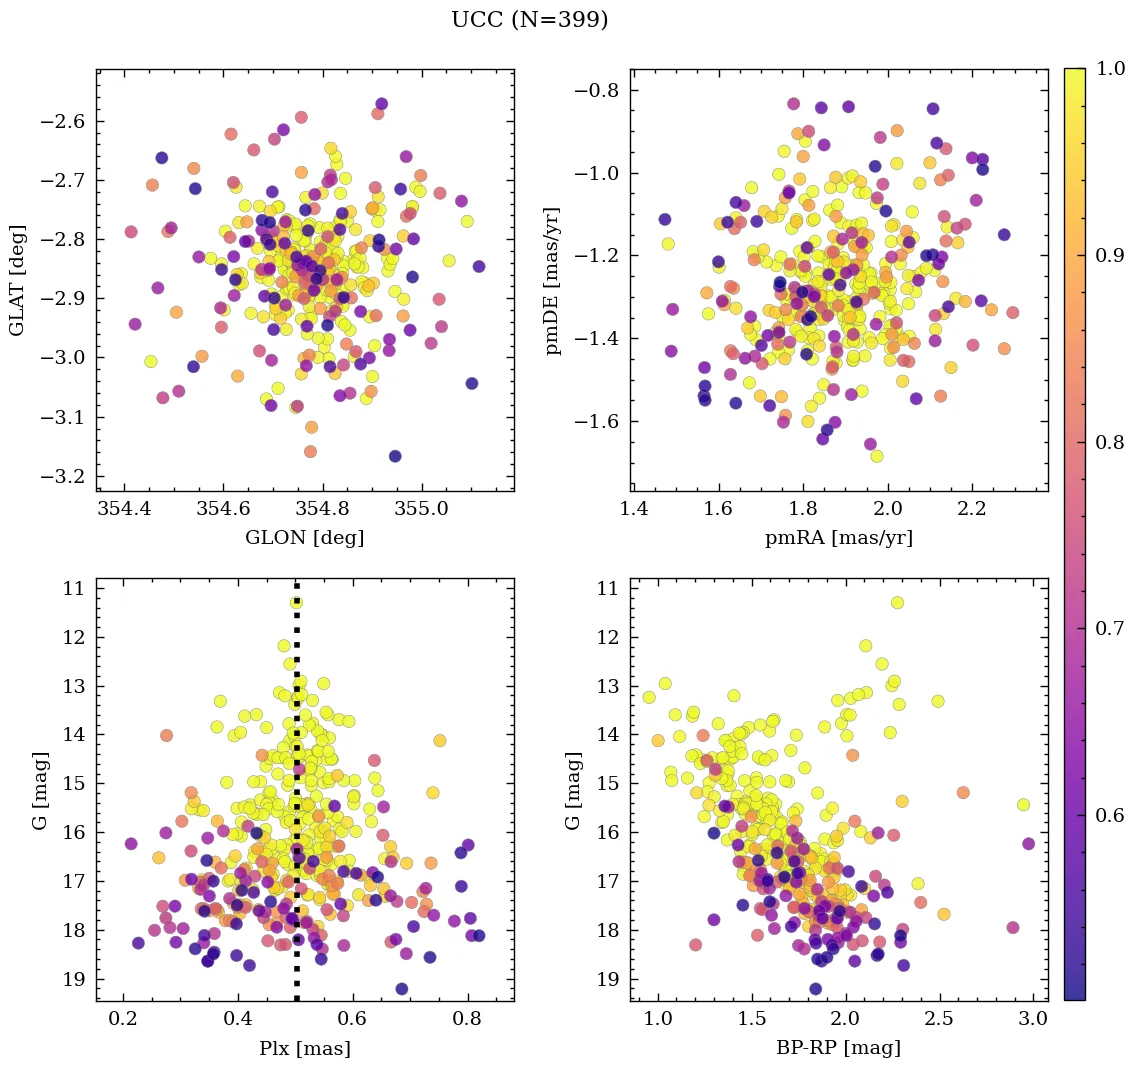 UCC (N=399)
−2.6
−2.7
−2.8
−2.9
−3.0
−3.1
−3.2
GLAT [deg]
354.4 354.6 354.8 355.0
GLON [deg]
−0.8
−1.0
−1.2
−1.4
−1.6
pmDE [mas/yr]
1.4 1.6 1.8 2.0 2.2
pmRA [mas/yr]
11
12
13
14
15
16
17
18
19
G [mag]
0.2 0.4 0.6 0.8
Plx [mas]
11
12
13
14
15
16
17
18
19
G [mag]
1.0 1.5 2.0 2.5 3.0
BP-RP [mag]
1.0
0.9
0.8
0.7
0.6